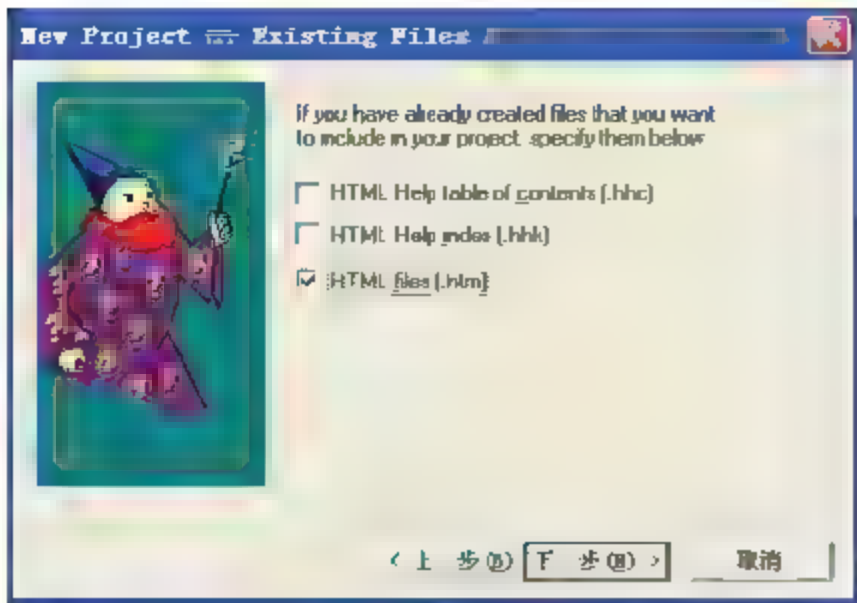 New Project — Existing Files
If you have already created files that you want
to include in your project, specify them below
HTML Help table of contents (.hhc)
HTML Help index (.hhk)
HTML files (.htm)
< 上一步(B)
下一步(N) >
取消